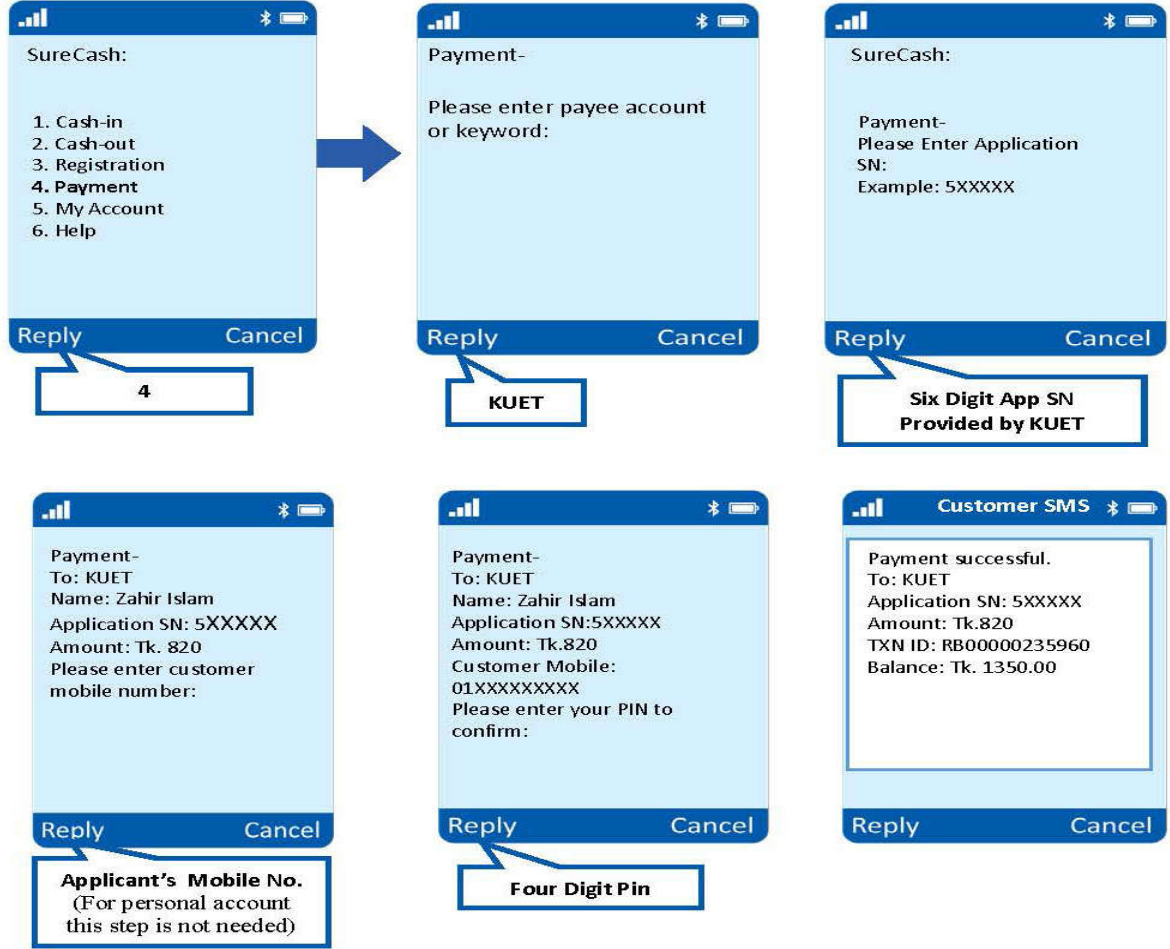 SureCash:
1. Cash-in
2. Cash-out
3. Registration
4. Payment
5. My Account
6. Help
Reply Cancel
4
Payment-
Please enter payee account
or keyword:
Reply Cancel
KUET
SureCash:
Payment-
Please Enter Application
SN:
Example: 5XXXXX
Reply Cancel
Six Digit App SN
Provided by KUET
Payment-
To: KUET
Name: Zahir Islam
Application SN: 5XXXXX
Amount: Tk. 820
Please enter customer
mobile number:
Reply Cancel
Applicant's Mobile No.
(For personal account
this step is not needed)
Payment-
To: KUET
Name: Zahir Islam
Application SN:5XXXXX
Amount: Tk.820
Customer Mobile:
01XXXXXXXXX
Please enter your PIN to
confirm:
Reply Cancel
Four Digit Pin
Customer SMS
Payment successful.
To: KUET
Application SN: 5XXXXX
Amount: Tk.820
TXN ID: RB00000235960
Balance: Tk. 1350.00
Reply Cancel